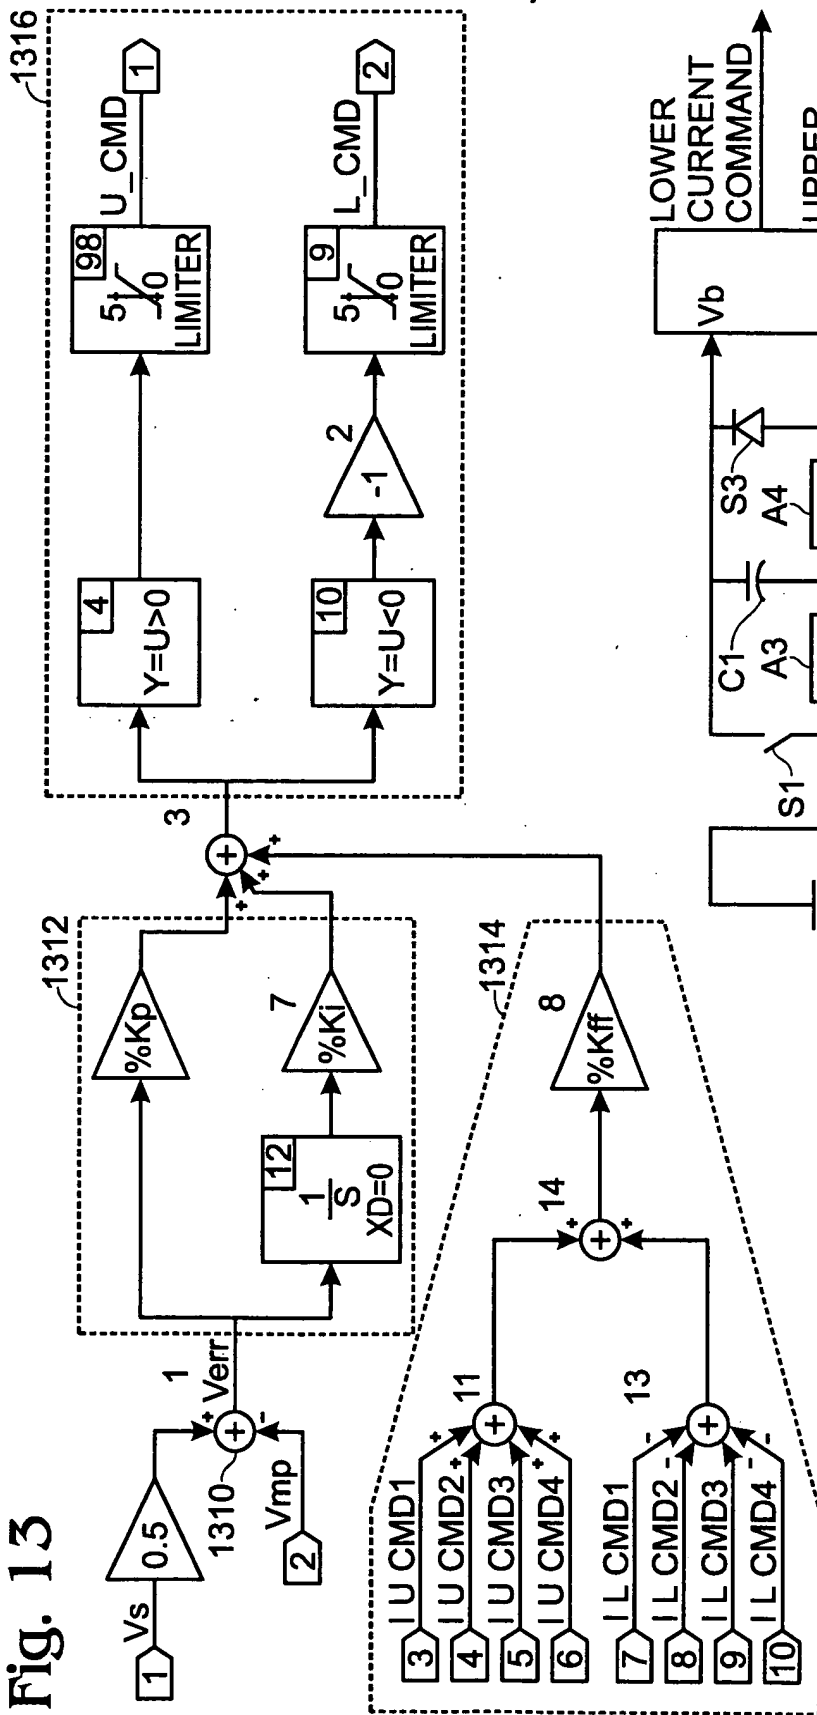 Fig. 13
1
Vs
0.5
1310
Vmp
2
1
Verr
+
-
+
1312
%Kp
12
1
S
XD=0
7
%Ki
3
+
+
+
+
1316
4
Y=U>0
98
5
0
LIMITER
U_CMD
1
10
Y=U<0
2
-1
9
5
0
LIMITER
L_CMD
2
3
I U CMD1
4
I U CMD2
5
I U CMD3
6
I U CMD4
11
+
+
+
+
+
7
I L CMD1
8
I L CMD2
9
I L CMD3
10
I L CMD4
13
-
-
-
-
+
14
+
+
+
8
%Kff
1314
S1
C1
A3
S3
A4
Vb
LOWER
CURRENT
COMMAND
UPPER